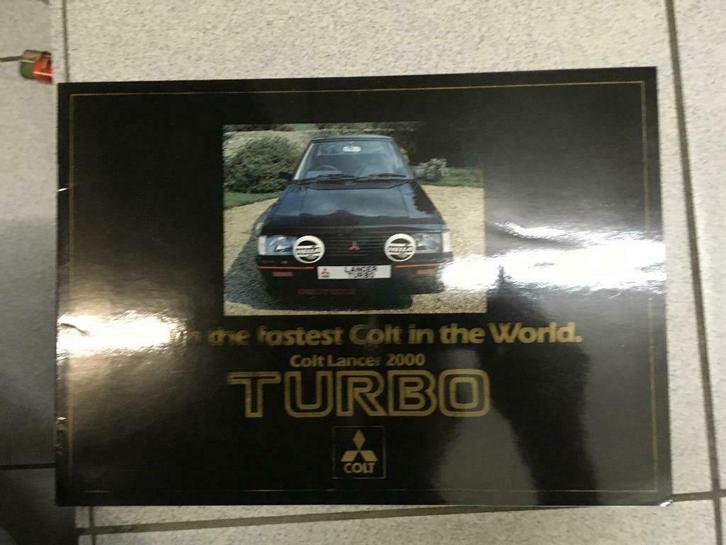 LANCER
TURBO
the fastest Colt in the World.
Colt Lancer 2000
TURBO
COLT